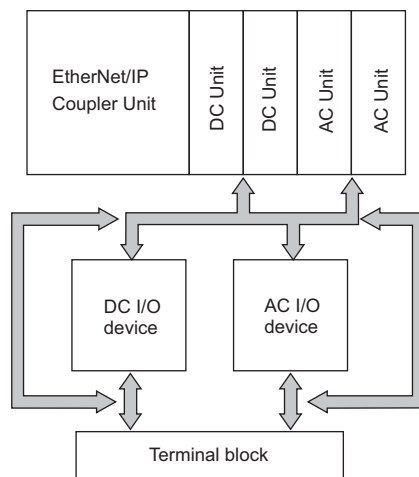 EtherNet/IP
Coupler Unit
DC Unit
DC Unit
AC Unit
AC Unit
DC I/O
device
AC I/O
device
Terminal block